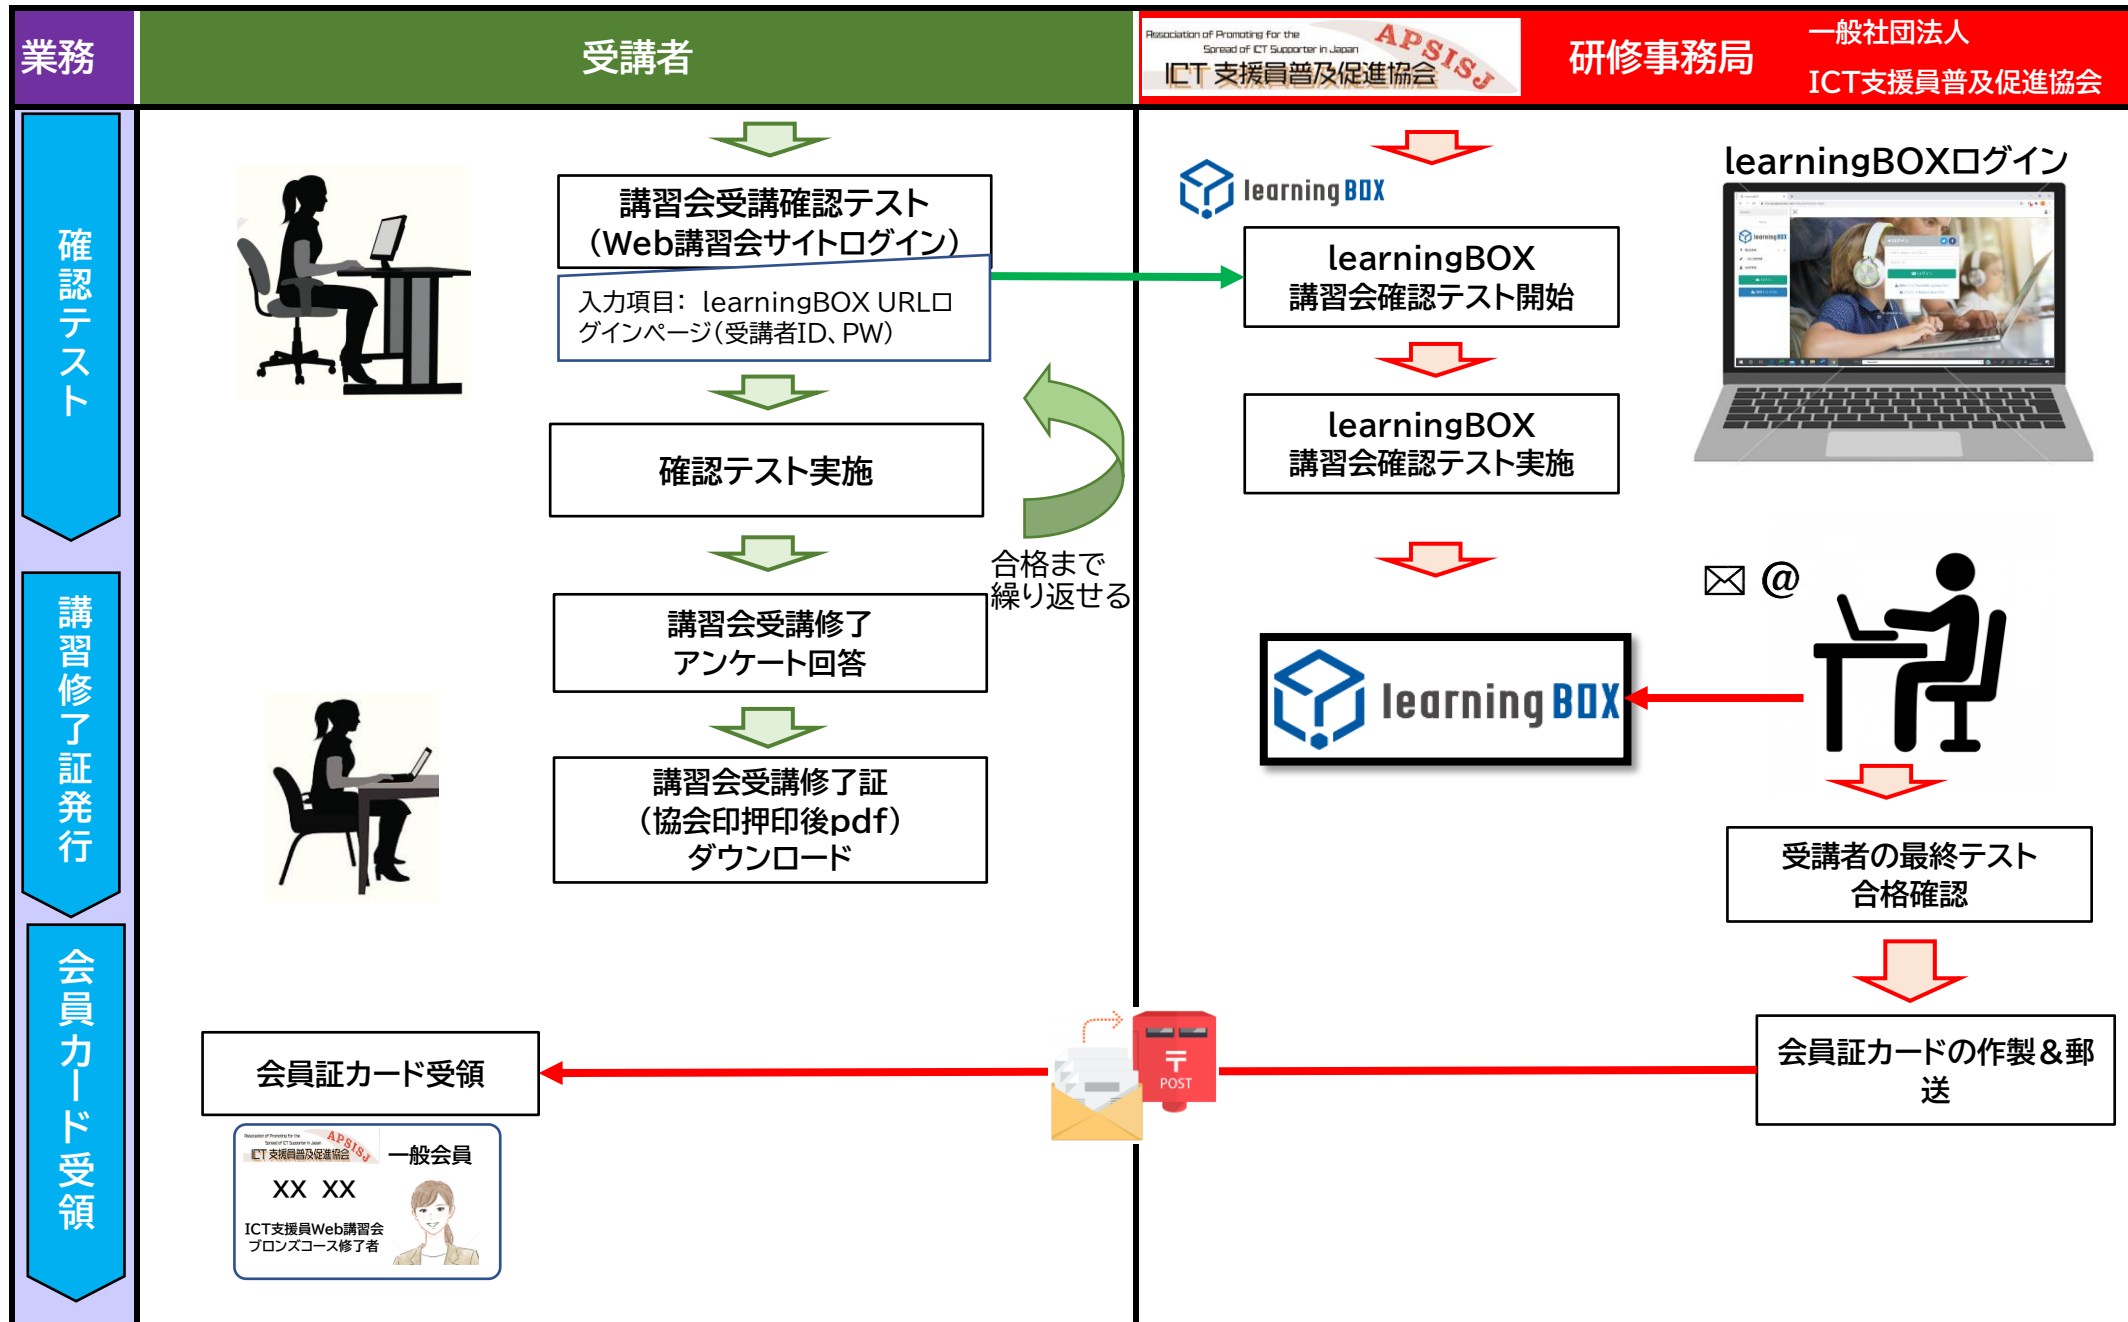 業務
受講者
Association of Promoting for the
Spread of ICT Supporter in Japan
APSISJ
ICT 支援員普及促進協会
研修事務局
一般社団法人
ICT支援員普及促進協会
確認テスト
講習会受講確認テスト
（Web講習会サイトログイン）
入力項目： learningBOX URLロ
グインページ（受講者ID、PW）
確認テスト実施
合格まで
繰り返せる
learningBOX
learningBOX
講習会確認テスト開始
learningBOX
講習会確認テスト実施
learningBOXログイン
learningBOX
講習修了証発行
講習会受講修了
アンケート回答
講習会受講修了証
（協会印押印後pdf）
ダウンロード
@
learningBOX
受講者の最終テスト
合格確認
会員カード受領
会員証カード受領
〒
POST
会員証カードの作製＆郵
送
Association of Promoting for the
Spread of ICT Supporter in Japan
APSISJ
ICT 支援員普及促進協会
一般会員
XX XX
ICT支援員Web講習会
ブロンズコース修了者